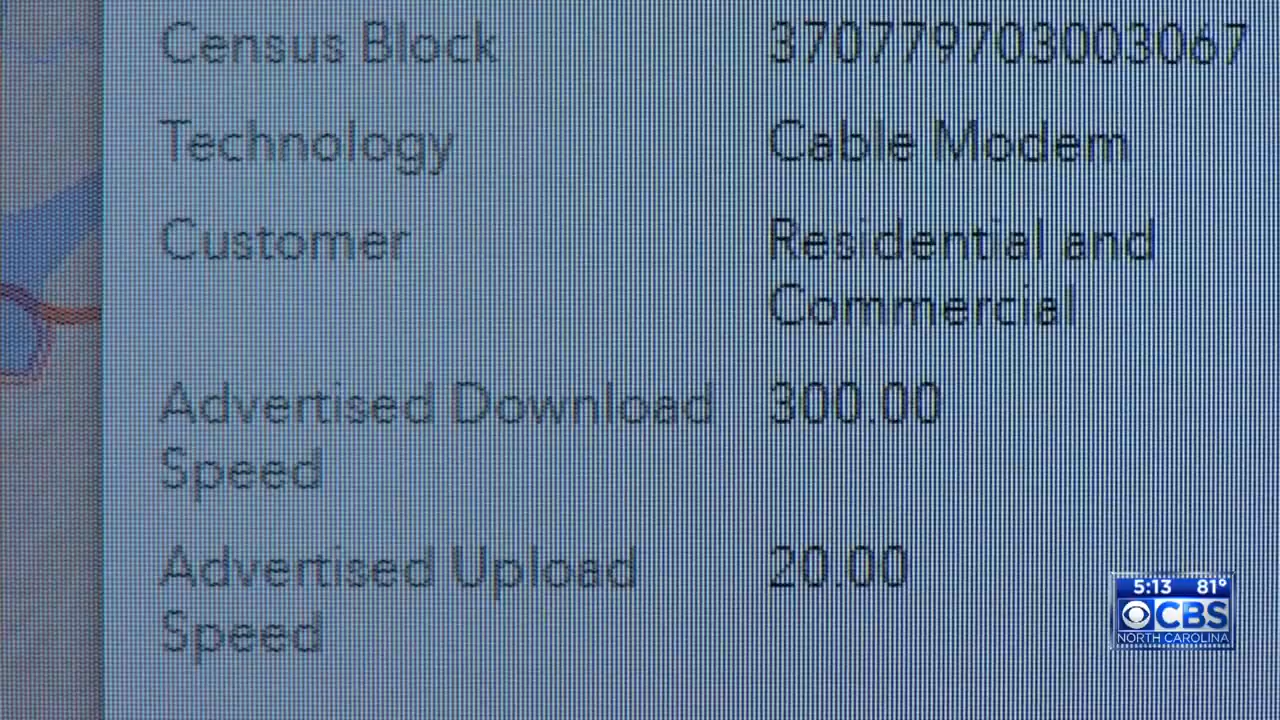 Census Block 370779703003067
Technology Cable Modem
Customer Residential and
Commercial
Advertised Download 300.00
Speed
Advertised Upload 20.00
Speed
5:13 81°
CBS
NORTH CAROLINA